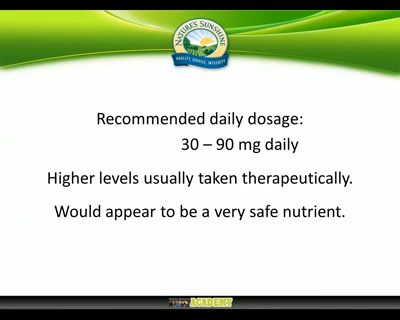 NATURE'S SUNSHINE
QUALITY, SERVICE, INTEGRITY
Recommended daily dosage:
30 – 90 mg daily
Higher levels usually taken therapeutically.
Would appear to be a very safe nutrient.
ACADEMY